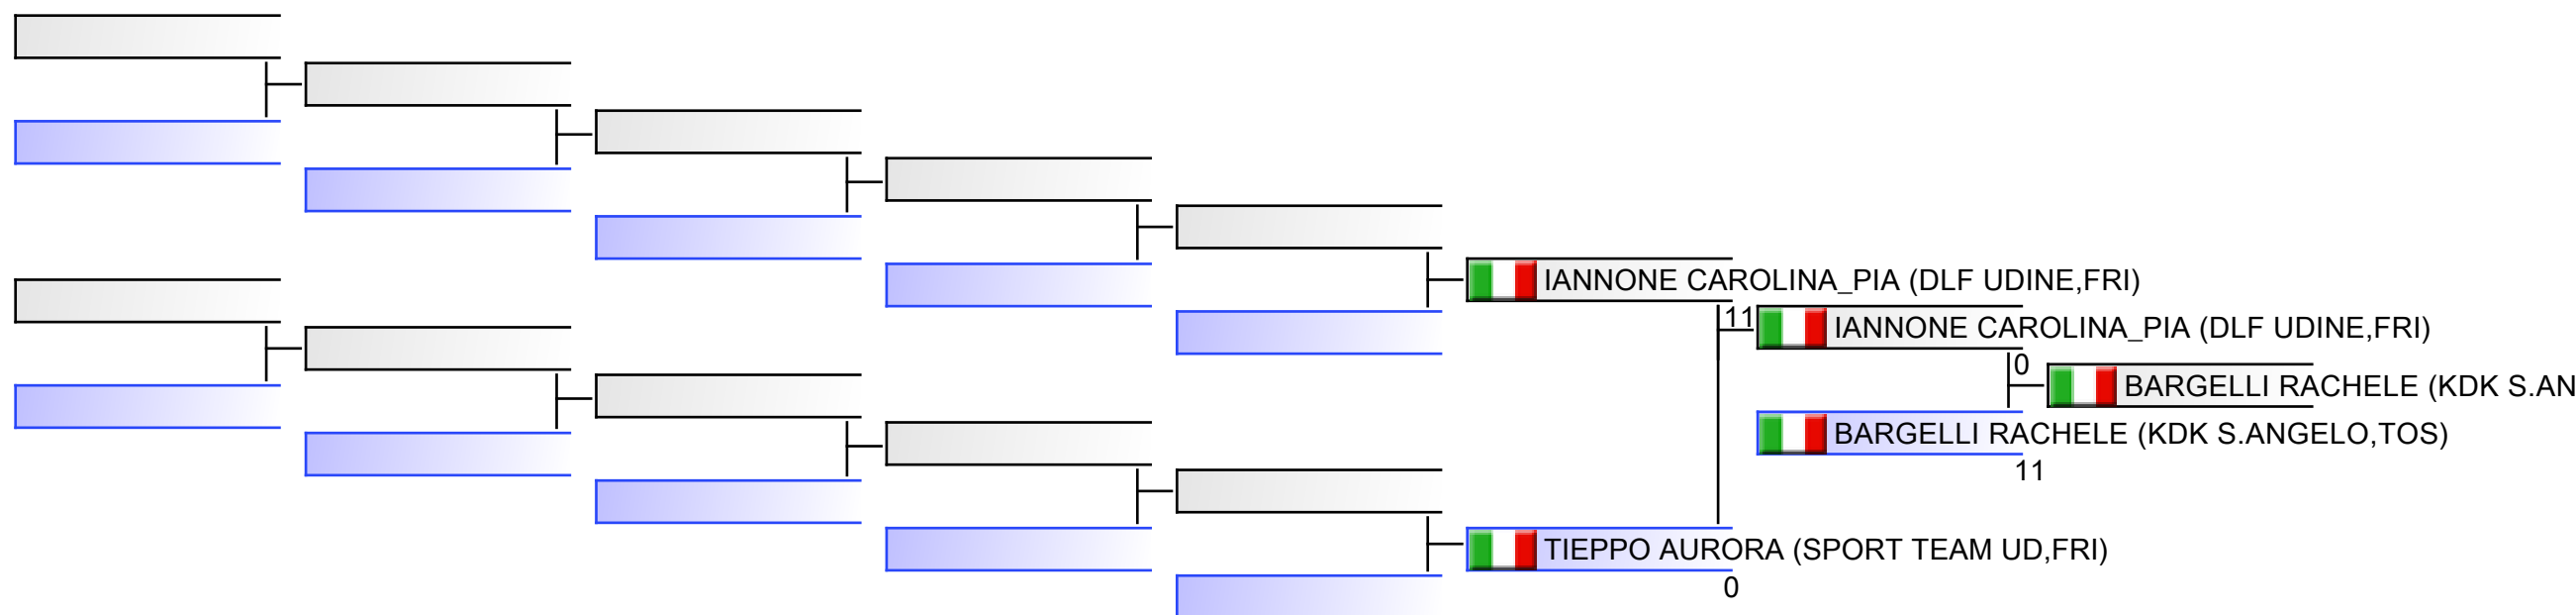 IANNONE CAROLINA_PIA (DLF UDINE,FRI)
11
IANNONE CAROLINA_PIA (DLF UDINE,FRI)
0
BARGELLI RACHELE (KDK S.AN
BARGELLI RACHELE (KDK S.ANGELO,TOS)
11
TIEPPO AURORA (SPORT TEAM UD,FRI)
0